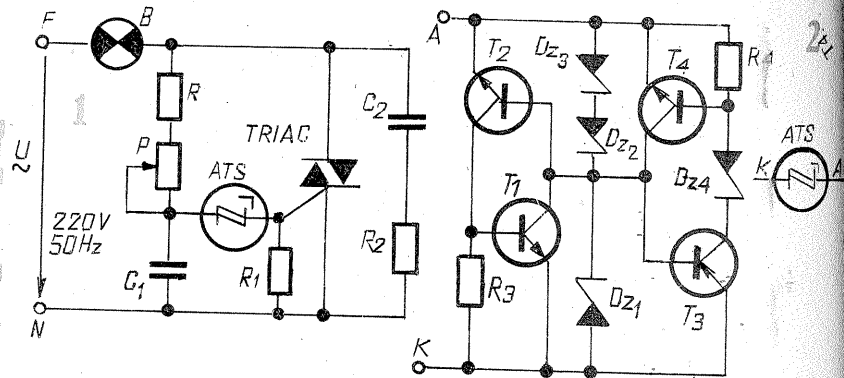 F
B
R
P
ATS
TRIAC
C2
U
220V
50Hz
C1
R1
R2
N
1
A
T2
Dz3
T4
R4
Dz2
T1
Dz4
ATS
K
A
R3
Dz1
T3
K
2